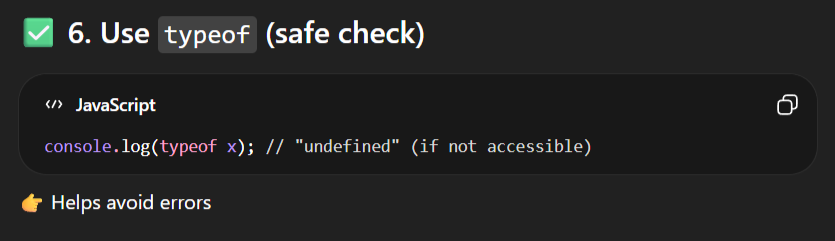 ✅ 6. Use typeof (safe check)
</> JavaScript
console.log(typeof x); // "undefined" (if not accessible)
👉 Helps avoid errors